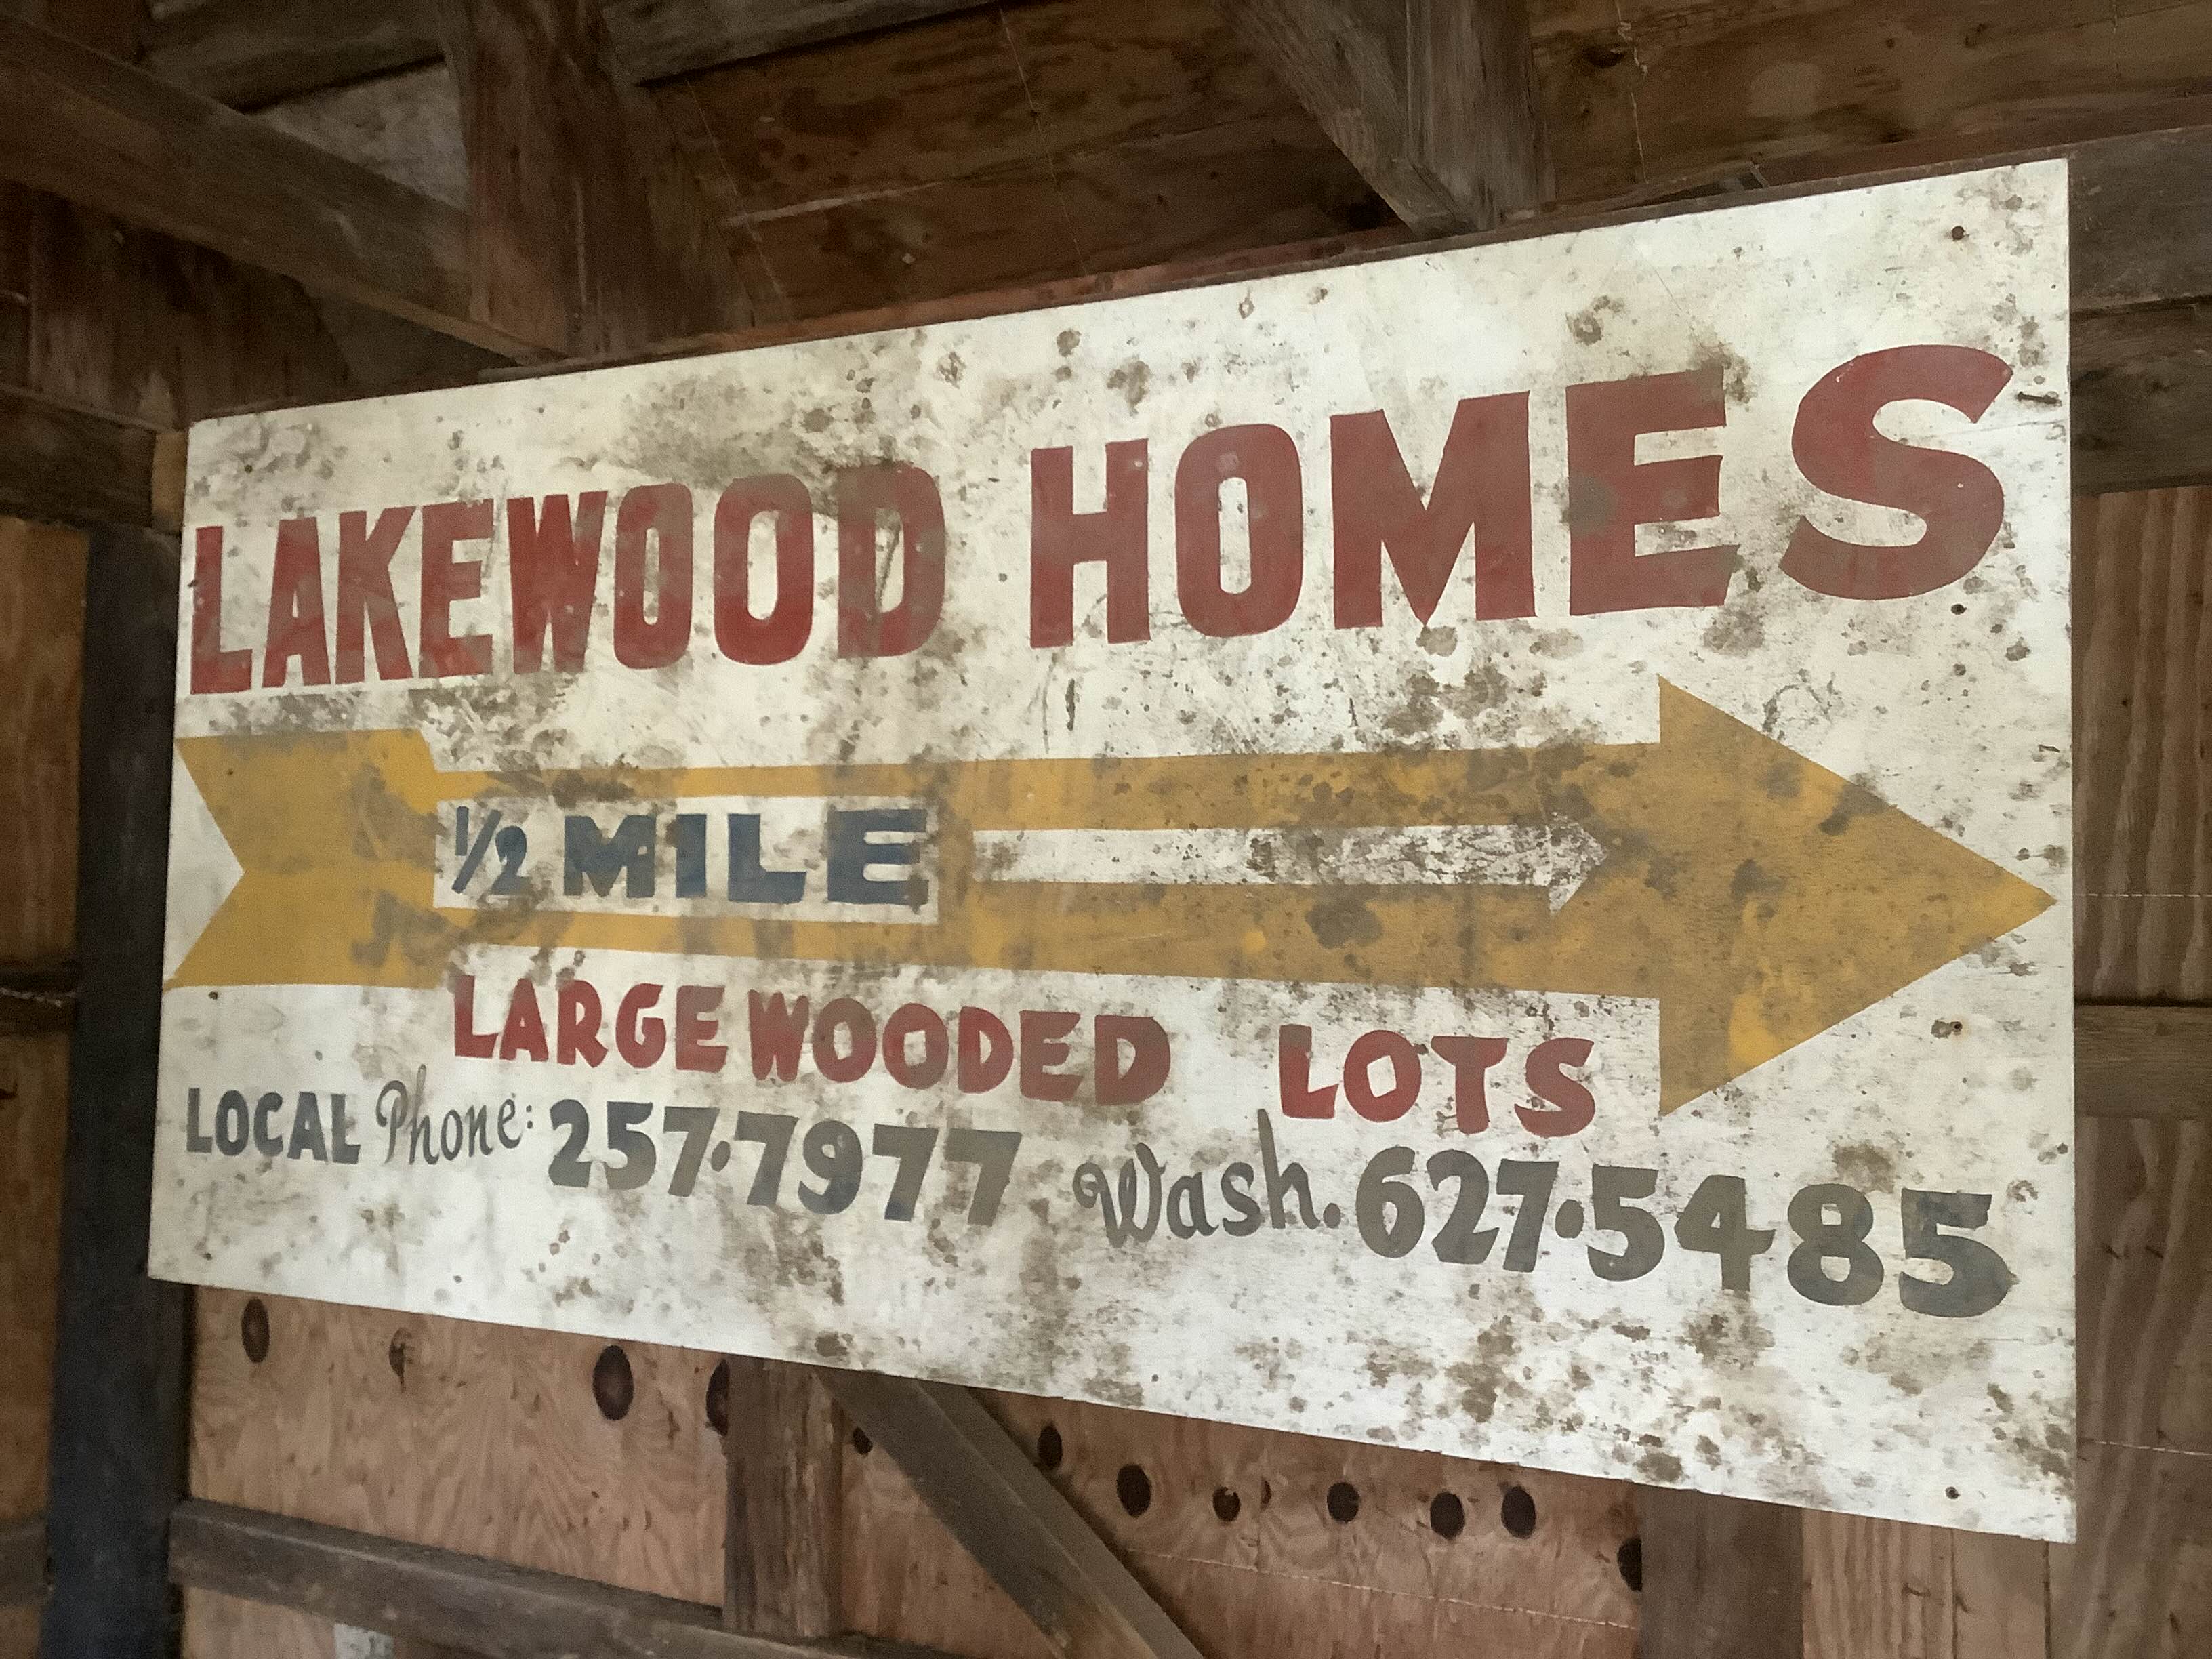 LAKEWOOD HOMES
½ MILE
LARGE WOODED LOTS
LOCAL Phone: 257·7977 Wash. 627·5485